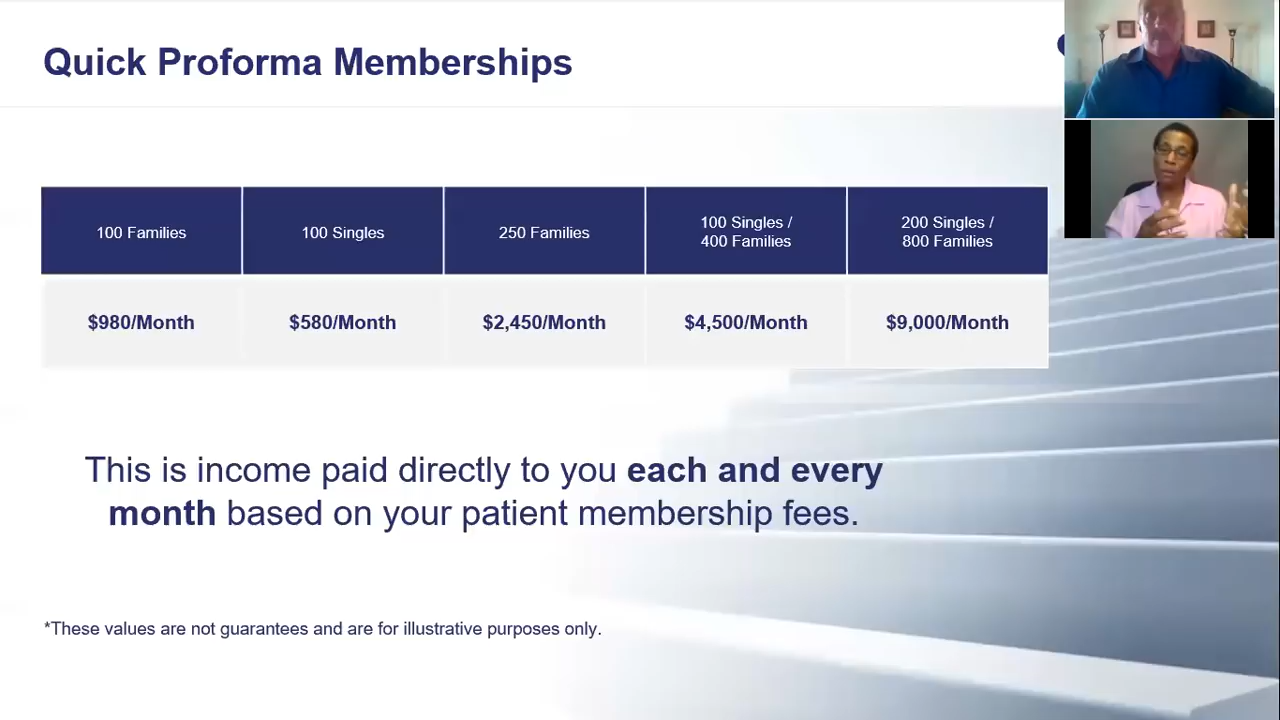 Quick Proforma Memberships
100 Families
100 Singles
250 Families
100 Singles /
400 Families
200 Singles /
800 Families
$980/Month
$580/Month
$2,450/Month
$4,500/Month
$9,000/Month
This is income paid directly to you each and every
month based on your patient membership fees.
*These values are not guarantees and are for illustrative purposes only.